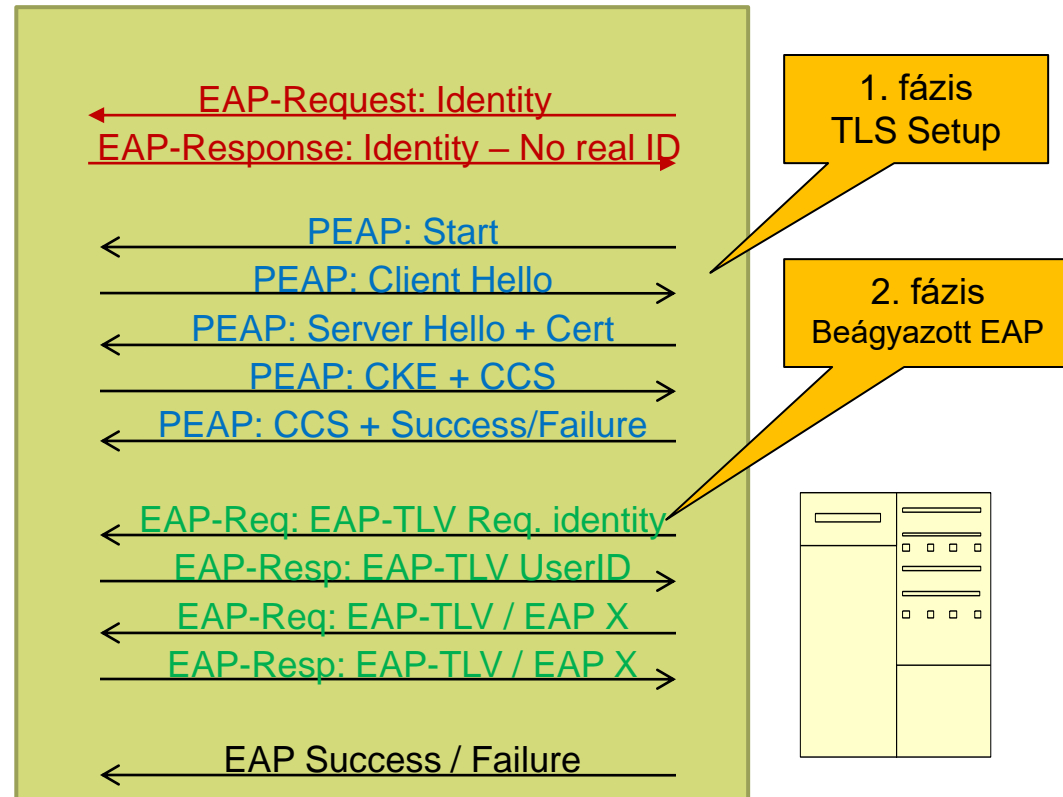 EAP-Request: Identity
EAP-Response: Identity – No real ID
1. fázis
TLS Setup
PEAP: Start
PEAP: Client Hello
PEAP: Server Hello + Cert
PEAP: CKE + CCS
PEAP: CCS + Success/Failure
2. fázis
Beágyazott EAP
EAP-Req: EAP-TLV Req. identity
EAP-Resp: EAP-TLV UserID
EAP-Req: EAP-TLV / EAP X
EAP-Resp: EAP-TLV / EAP X
EAP Success / Failure